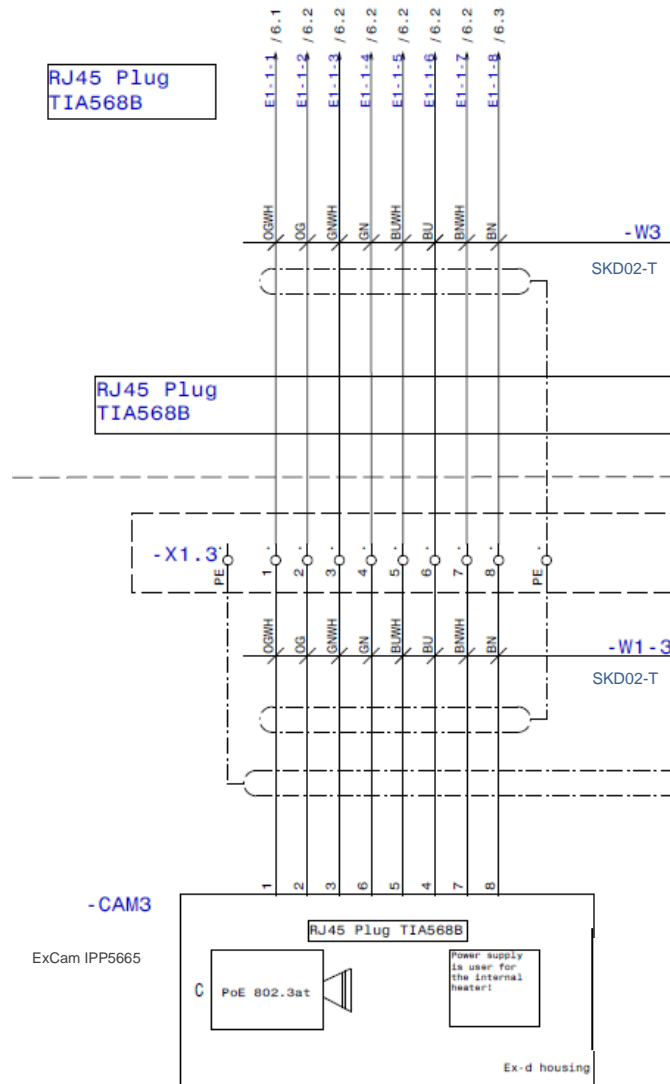 /6.1 /6.2 /6.2 /6.2 /6.2 /6.2 /6.2 /6.3
RJ45 Plug
TIA568B
E1-1-1 E1-1-2 E1-1-3 E1-1-4 E1-1-5 E1-1-6 E1-1-7 E1-1-8
OGWH OG GNWH GN BUWH BU BNWH BN
-W3
SKD02-T
RJ45 Plug
TIA568B
-X1.3
PE 1 2 3 4 5 6 7 8 PE
OGWH OG GNWH GN BUWH BU BNWH BN
-W1-3
SKD02-T
1 2 3 6 5 4 7 8
-CAM3
RJ45 Plug TIA568B
ExCam IPP5665
C
PoE 802.3at
Power supply
is user for
the internal
heater!
Ex-d housing